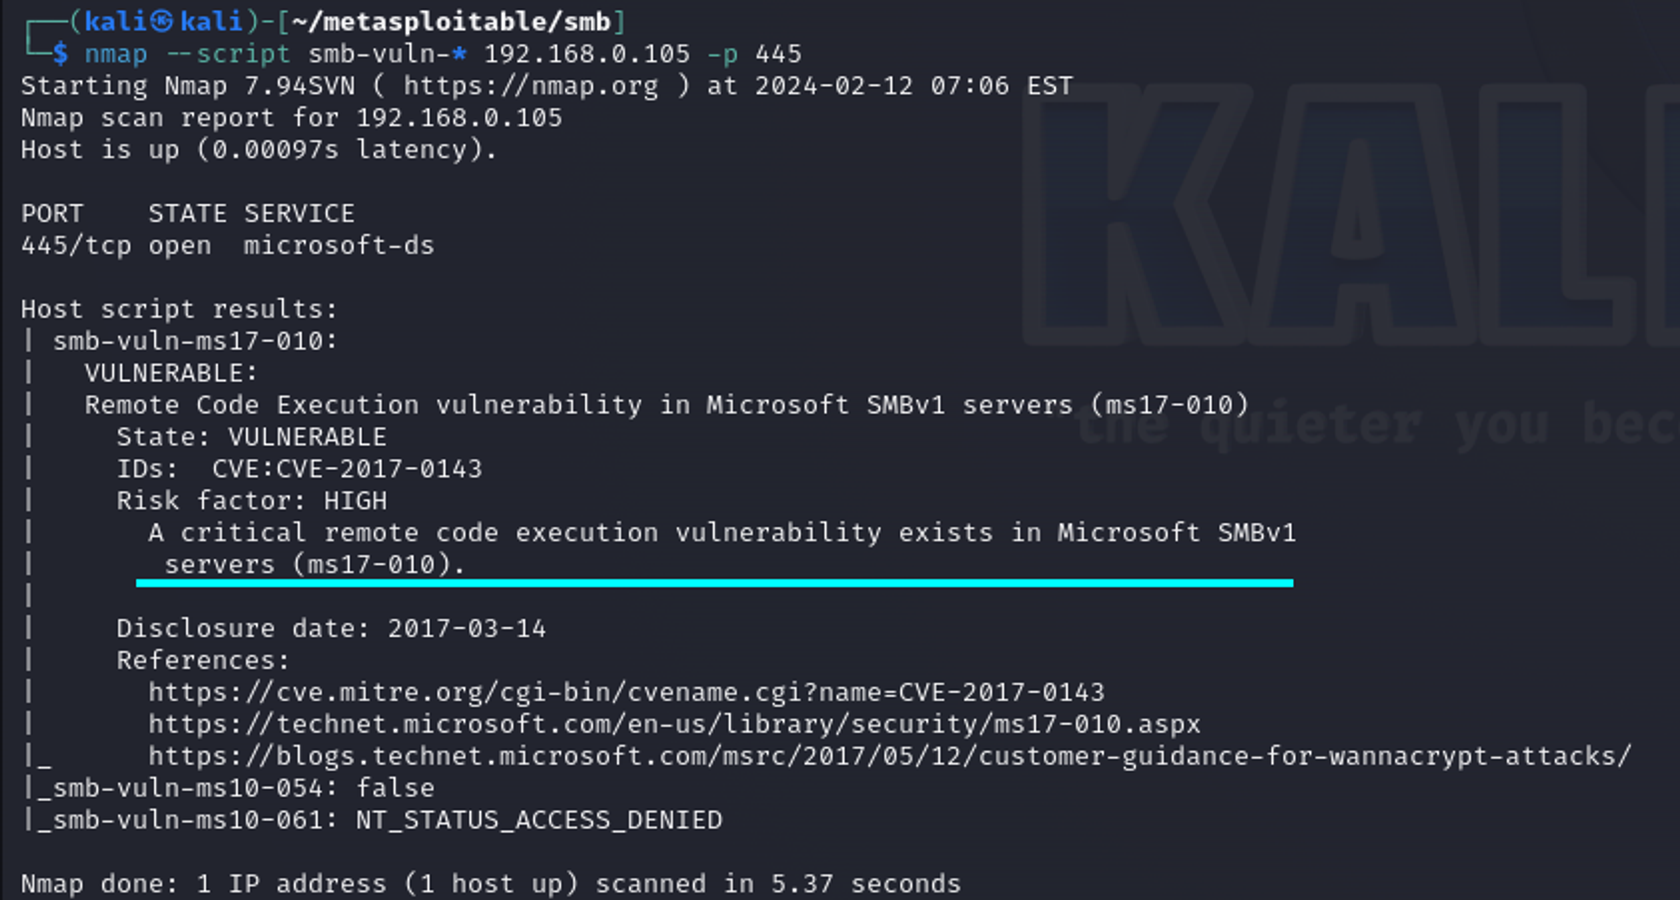 ┌──(kali㉿kali)-[~/metasploitable/smb]
└─$ nmap --script smb-vuln-* 192.168.0.105 -p 445
Starting Nmap 7.94SVN ( https://nmap.org ) at 2024-02-12 07:06 EST
Nmap scan report for 192.168.0.105
Host is up (0.00097s latency).

PORT    STATE SERVICE
445/tcp open  microsoft-ds

Host script results:
| smb-vuln-ms17-010:
|   VULNERABLE:
|   Remote Code Execution vulnerability in Microsoft SMBv1 servers (ms17-010)
|     State: VULNERABLE
|     IDs:  CVE:CVE-2017-0143
|     Risk factor: HIGH
|       A critical remote code execution vulnerability exists in Microsoft SMBv1
|        servers (ms17-010).
|
|     Disclosure date: 2017-03-14
|     References:
|       https://cve.mitre.org/cgi-bin/cvename.cgi?name=CVE-2017-0143
|       https://technet.microsoft.com/en-us/library/security/ms17-010.aspx
|_      https://blogs.technet.microsoft.com/msrc/2017/05/12/customer-guidance-for-wannacrypt-attacks/
|_smb-vuln-ms10-054: false
|_smb-vuln-ms10-061: NT_STATUS_ACCESS_DENIED

Nmap done: 1 IP address (1 host up) scanned in 5.37 seconds
KALI
the quieter you bec